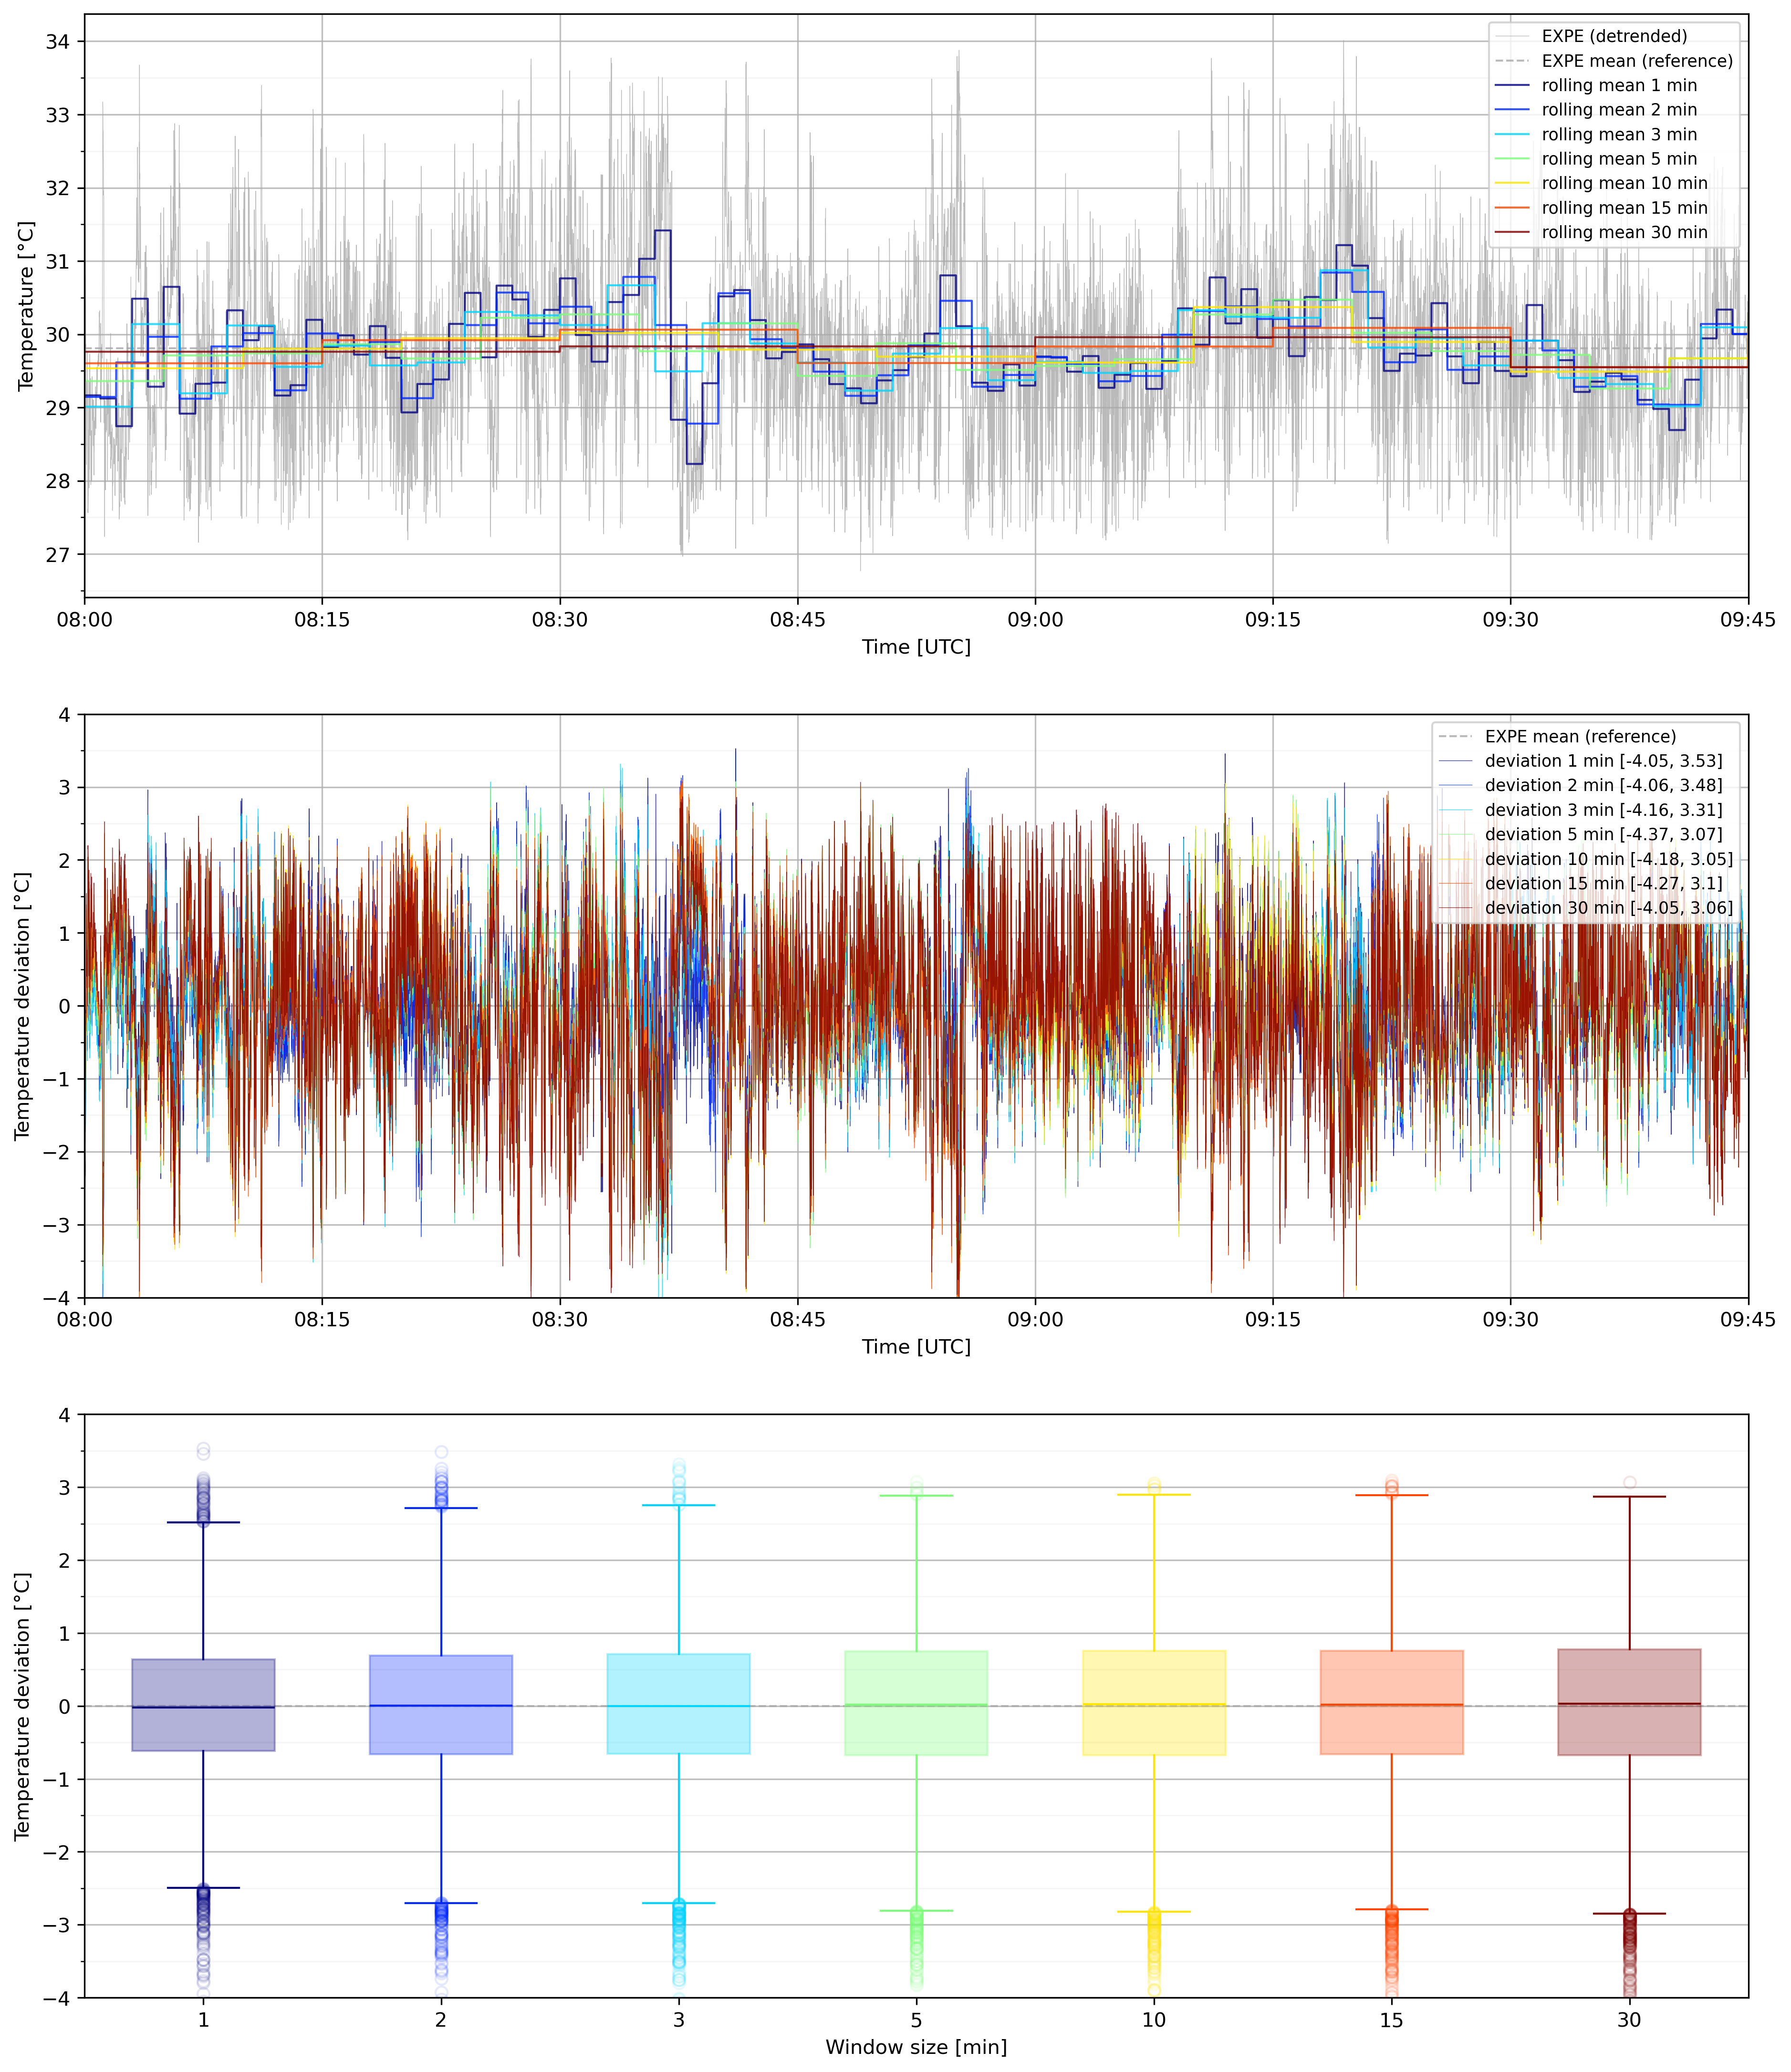 34
33
32
31
30
29
28
27
Temperature [°C]
EXPE (detrended)
EXPE mean (reference)
rolling mean 1 min
rolling mean 2 min
rolling mean 3 min
rolling mean 5 min
rolling mean 10 min
rolling mean 15 min
rolling mean 30 min
08:00 08:15 08:30 08:45 09:00 09:15 09:30 09:45
Time [UTC]
4
3
2
1
0
−1
−2
−3
−4
Temperature deviation [°C]
EXPE mean (reference)
deviation 1 min [-4.05, 3.53]
deviation 2 min [-4.06, 3.48]
deviation 3 min [-4.16, 3.31]
deviation 5 min [-4.37, 3.07]
deviation 10 min [-4.18, 3.05]
deviation 15 min [-4.27, 3.1]
deviation 30 min [-4.05, 3.06]
08:00 08:15 08:30 08:45 09:00 09:15 09:30 09:45
Time [UTC]
4
3
2
1
0
−1
−2
−3
−4
Temperature deviation [°C]
1 2 3 5 10 15 30
Window size [min]